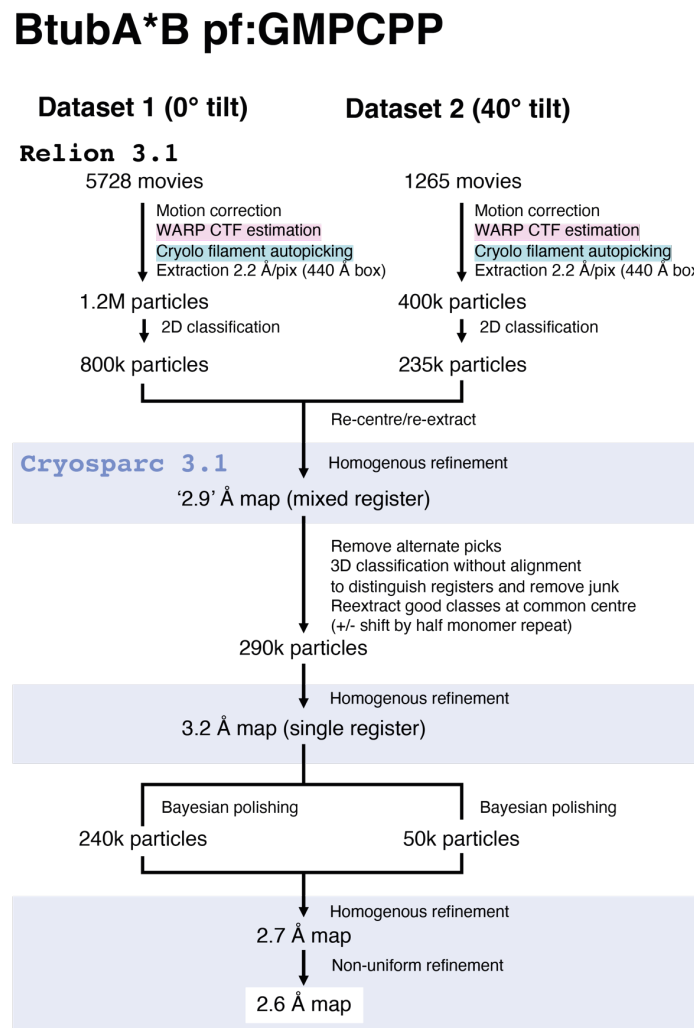 BtubA*B pf:GMPCPP
Dataset 1 (0° tilt)
Dataset 2 (40° tilt)
Relion 3.1
5728 movies
1265 movies
Motion correction
WARP CTF estimation
Cryolo filament autopicking
Extraction 2.2 Å/pix (440 Å box)
Motion correction
WARP CTF estimation
Cryolo filament autopicking
Extraction 2.2 Å/pix (440 Å box
1.2M particles
400k particles
2D classification
2D classification
800k particles
235k particles
Re-centre/re-extract
Cryosparc 3.1
Homogenous refinement
‘2.9’ Å map (mixed register)
Remove alternate picks
3D classification without alignment
to distinguish registers and remove junk
Reextract good classes at common centre
(+/- shift by half monomer repeat)
290k particles
Homogenous refinement
3.2 Å map (single register)
Bayesian polishing
Bayesian polishing
240k particles
50k particles
Homogenous refinement
2.7 Å map
Non-uniform refinement
2.6 Å map